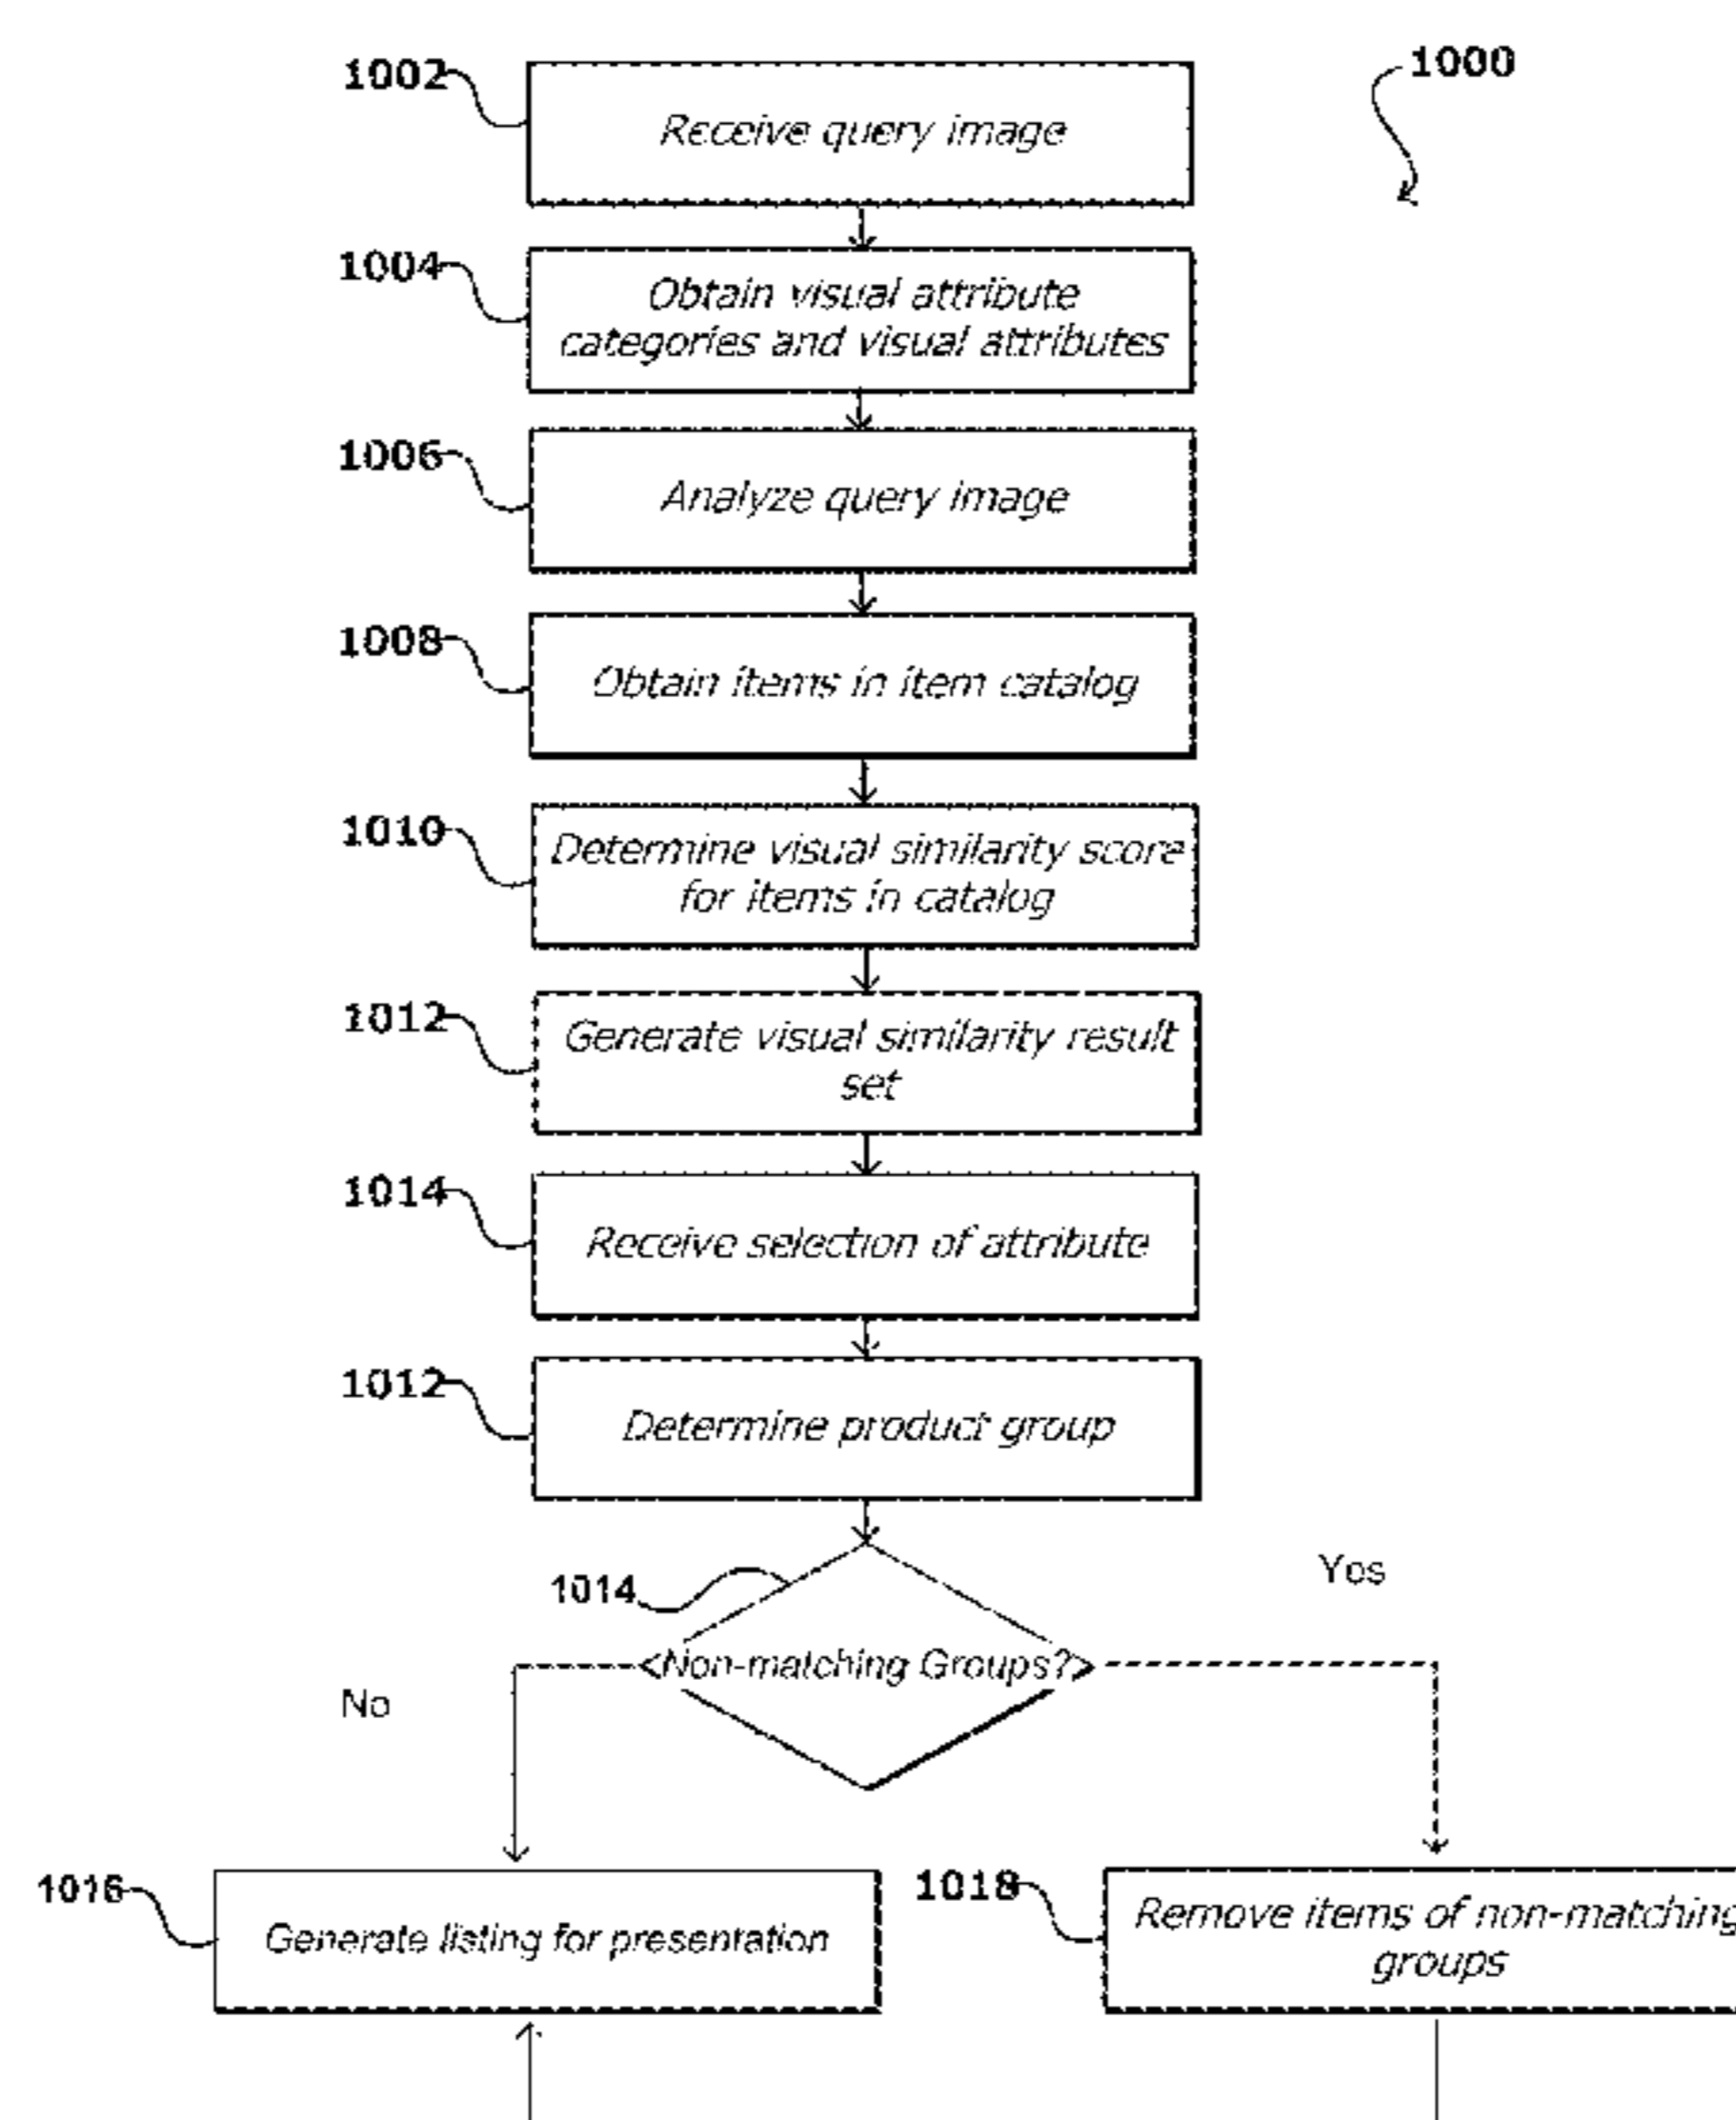 1000
1002
Receive query image
1004
Obtain visual attribute
categories and visual attributes
1006
Analyze query image
1008
Obtain items in item catalog
1010
Determine visual similarity score
for items in catalog
1012
Generate visual similarity result
set
1014
Receive selection of attribute
1012
Determine product group
1014
Non-matching Groups?
Yes
No
1016
Generate listing for presentation
1018
Remove items of non-matching
groups